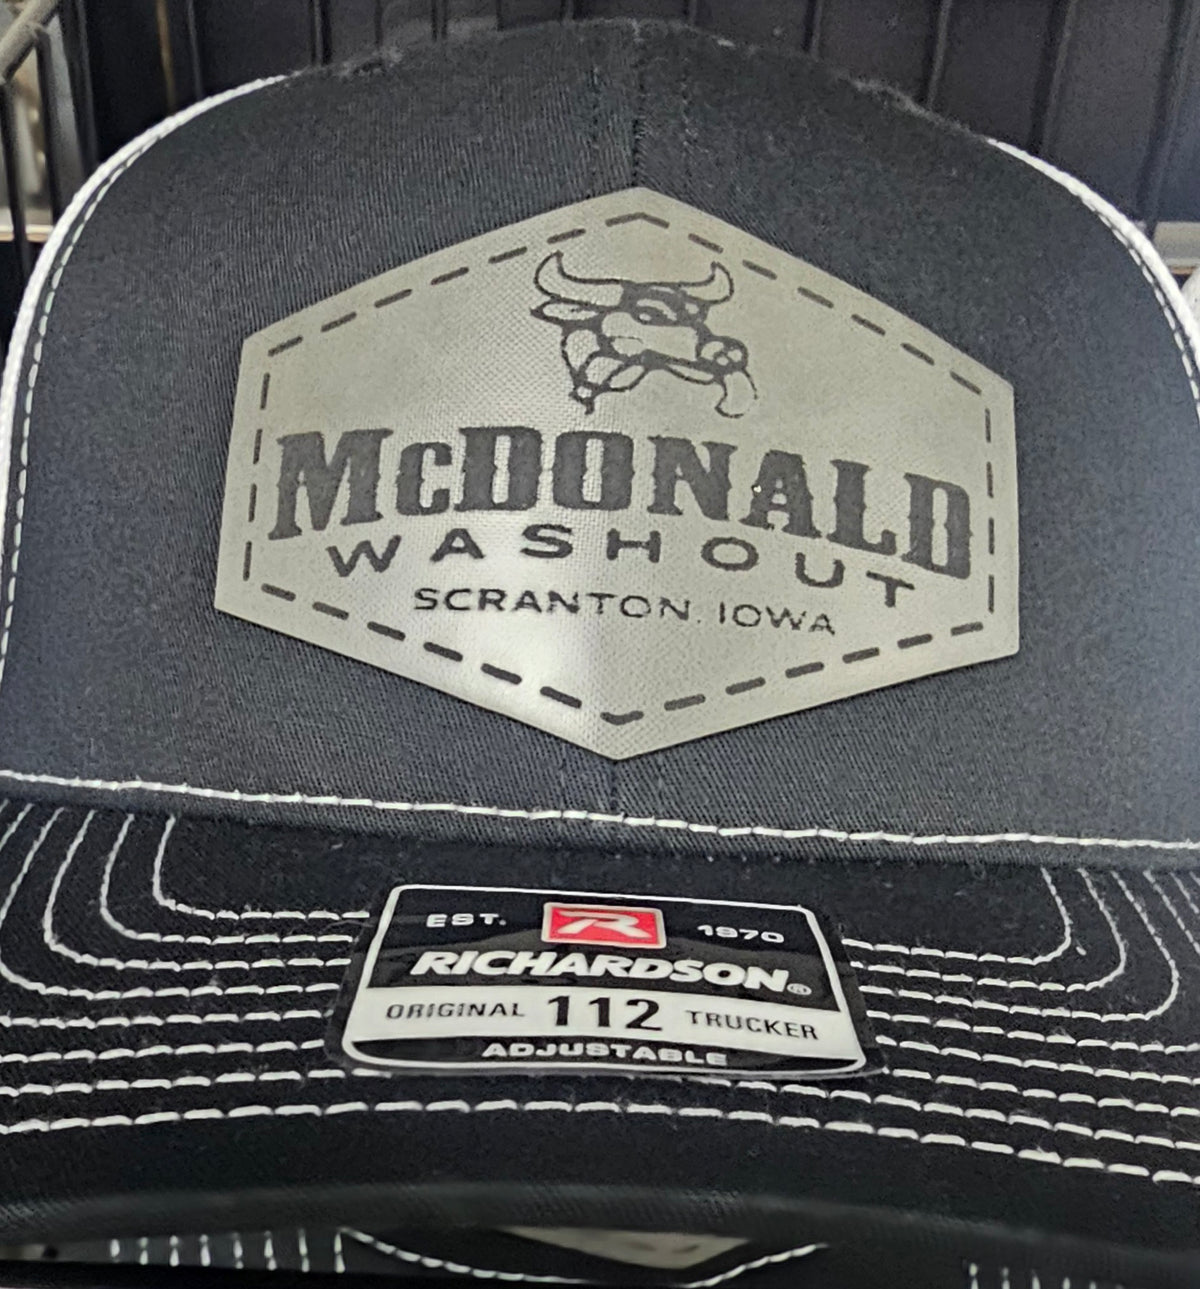 McDONALD
WASHOUT
SCRANTON, IOWA
EST. R 1970
RICHARDSON®
ORIGINAL 112 TRUCKER
ADJUSTABLE